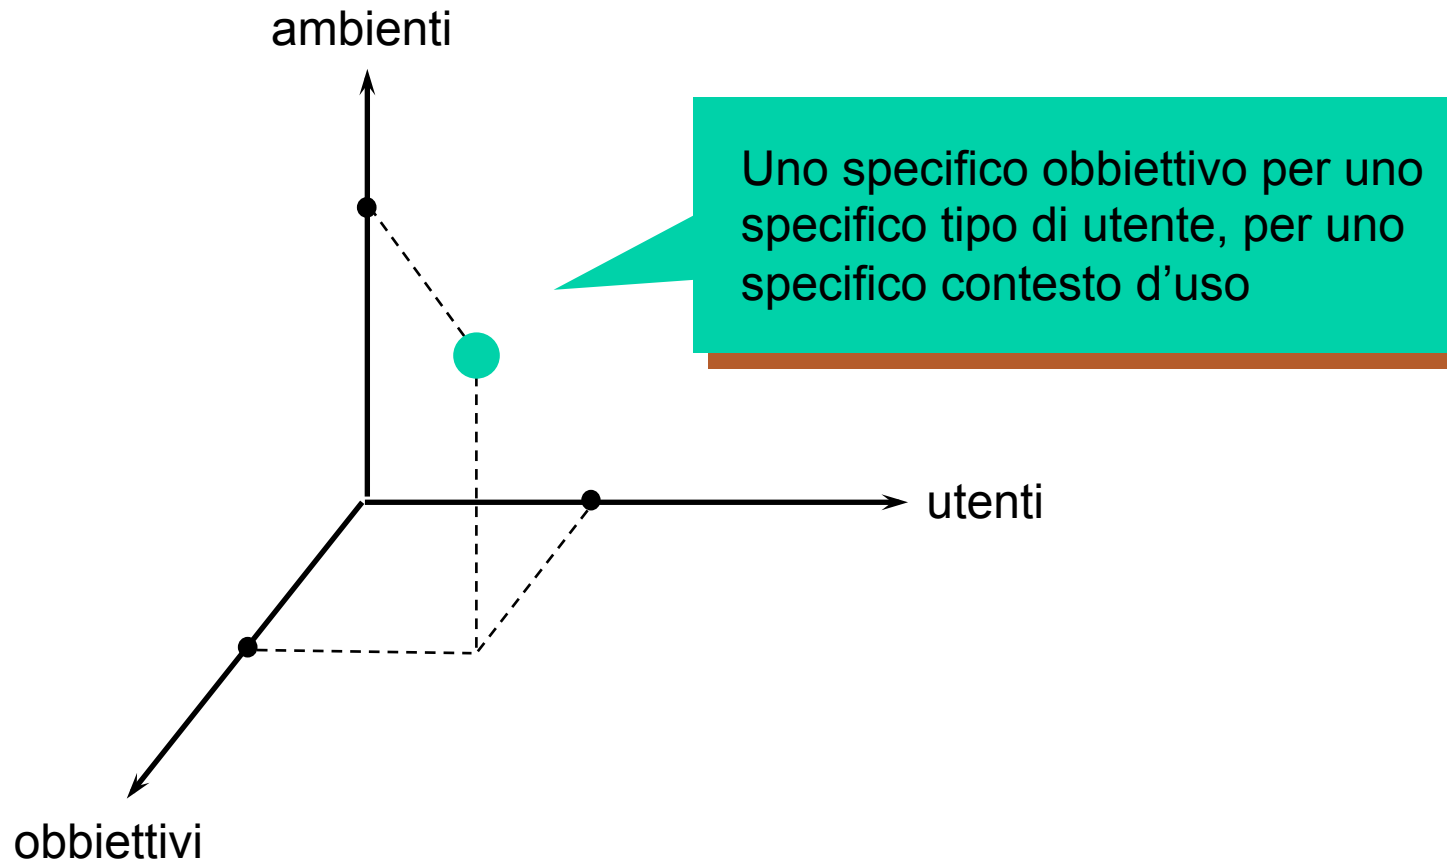 ambienti
Uno specifico obbiettivo per uno
specifico tipo di utente, per uno
specifico contesto d’uso
utenti
obbiettivi